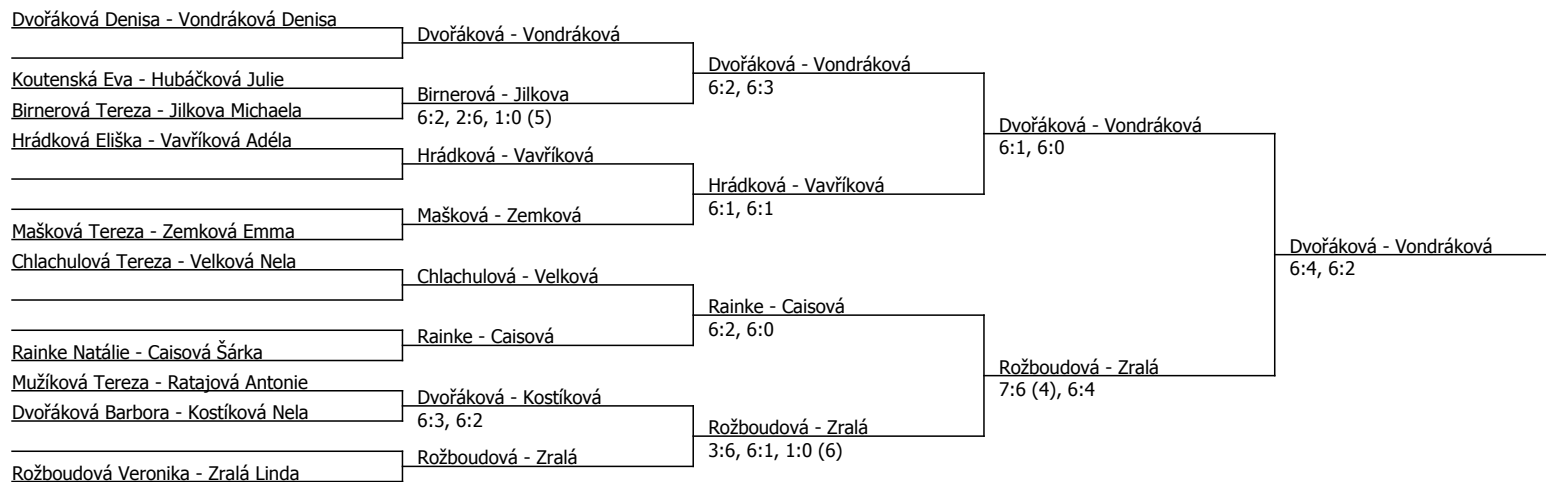 Dvořáková Denisa - Vondráková Denisa
Koutenská Eva - Hubáčková Julie
Birnerová Tereza - Jilkova Michaela
Hrádková Eliška - Vavříková Adéla
Mašková Tereza - Zemková Emma
Chlachulová Tereza - Velková Nela
Rainke Natálie - Caisová Šárka
Mužíková Tereza - Ratajová Antonie
Dvořáková Barbora - Kostíková Nela
Rožboudová Veronika - Zralá Linda
Dvořáková - Vondráková
Birnerová - Jilkova
6:2, 2:6, 1:0 (5)
Hrádková - Vavříková
Mašková - Zemková
Chlachulová - Velková
Rainke - Caisová
Dvořáková - Kostíková
6:3, 6:2
Rožboudová - Zralá
Dvořáková - Vondráková
6:2, 6:3
Hrádková - Vavříková
6:1, 6:1
Rainke - Caisová
6:2, 6:0
Rožboudová - Zralá
3:6, 6:1, 1:0 (6)
Dvořáková - Vondráková
6:1, 6:0
Rožboudová - Zralá
7:6 (4), 6:4
Dvořáková - Vondráková
6:4, 6:2